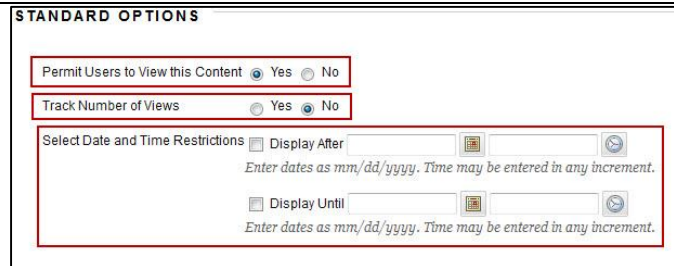 STANDARD OPTIONS
Permit Users to View this Content Yes No
Track Number of Views Yes No
Select Date and Time Restrictions Display After
Enter dates as mm/dd/yyyy. Time may be entered in any increment.
Display Until
Enter dates as mm/dd/yyyy. Time may be entered in any increment.